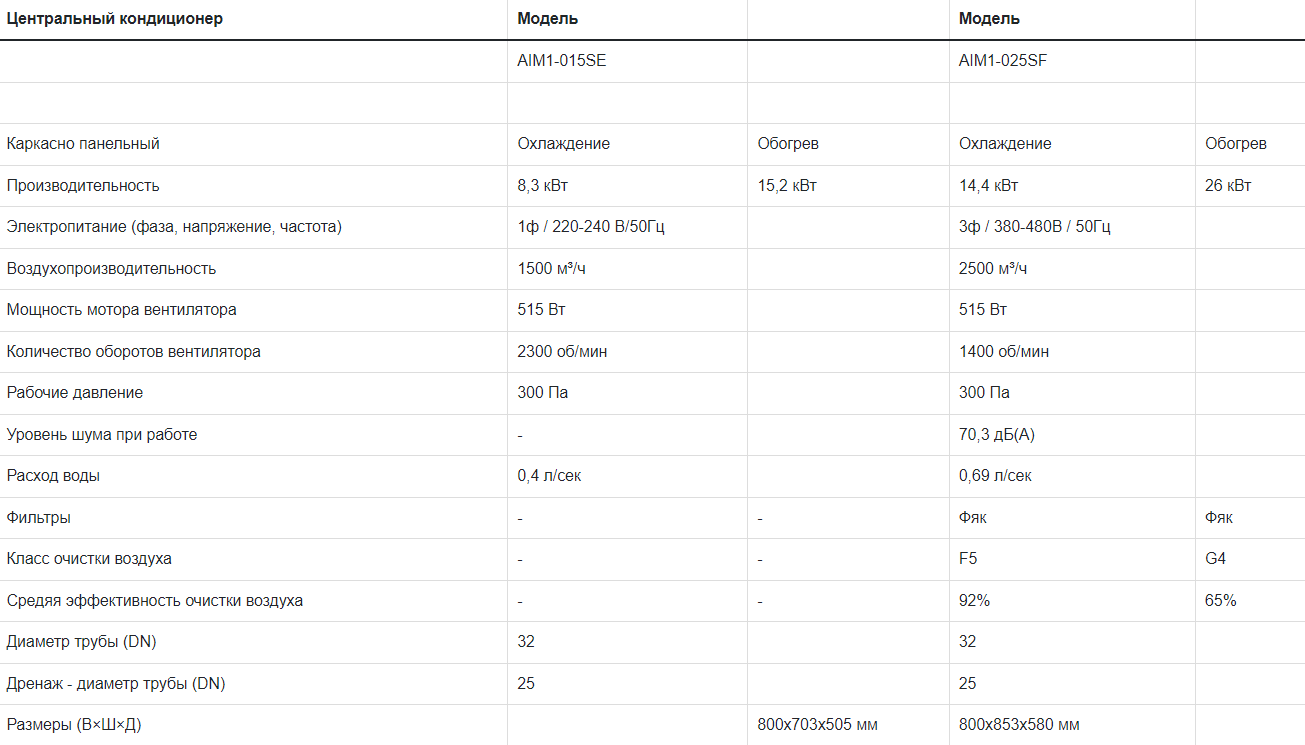 Центральный кондиционер Модель Модель
AIM1-015SE AIM1-025SF
Каркасно панельный Охлаждение Обогрев Охлаждение Обогрев
Производительность 8,3 кВт 15,2 кВт 14,4 кВт 26 кВт
Электропитание (фаза, напряжение, частота) 1ф / 220-240 В/50Гц 3ф / 380-480В / 50Гц
Воздухопроизводительность 1500 м³/ч 2500 м³/ч
Мощность мотора вентилятора 515 Вт 515 Вт
Количество оборотов вентилятора 2300 об/мин 1400 об/мин
Рабочие давление 300 Па 300 Па
Уровень шума при работе - 70,3 дБ(А)
Расход воды 0,4 л/сек 0,69 л/сек
Фильтры - - Фяк Фяк
Класс очистки воздуха - - F5 G4
Средяя эффективность очистки воздуха - - 92% 65%
Диаметр трубы (DN) 32 32
Дренаж - диаметр трубы (DN) 25 25
Размеры (В×Ш×Д) 800x703x505 мм 800x853x580 мм